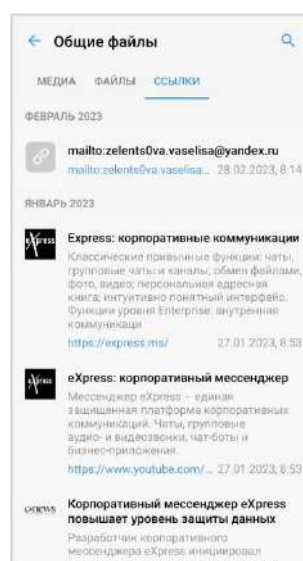 Общие файлы
МЕДИА ФАЙЛЫ ССЫЛКИ
ФЕВРАЛЬ 2023
mailto:zelents0va.vaselisa@yandex.ru
mailto:zelents0va.vaselisa... 28.02.2023, 8:14
ЯНВАРЬ 2023
eXpress
Express: корпоративные коммуникации
Классические привычные функции: чаты,
групповые чаты и каналы; обмен файлами,
фото, видео; персональная адресная
книга; интуитивно понятный интерфейс.
Функции уровня Enterprise: внутренняя
коммуникаци
https://express.ms/ 27.01.2023, 8:53
eXpress
eXpress: корпоративный мессенджер
Мессенджер eXpress – единая
защищенная платформа корпоративных
коммуникаций. Чаты, групповые
аудио- и видеозвонки, чат-боты и
бизнес-приложения.
https://www.youtube.com/... 27.01.2023, 8:53
CNEWS
Корпоративный мессенджер eXpress
повышает уровень защиты данных
Разработчик корпоративного
мессенджера eXpress инициировал